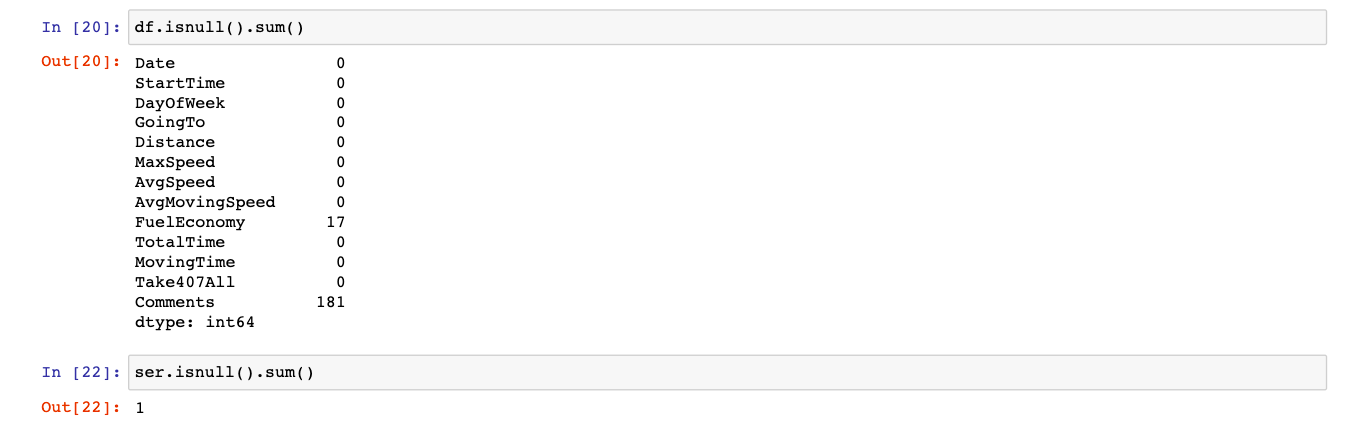 In [20]: df.isnull().sum()
Out[20]: Date 0
StartTime 0
DayOfWeek 0
GoingTo 0
Distance 0
MaxSpeed 0
AvgSpeed 0
AvgMovingSpeed 0
FuelEconomy 17
TotalTime 0
MovingTime 0
Take407All 0
Comments 181
dtype: int64
In [22]: ser.isnull().sum()
Out[22]: 1